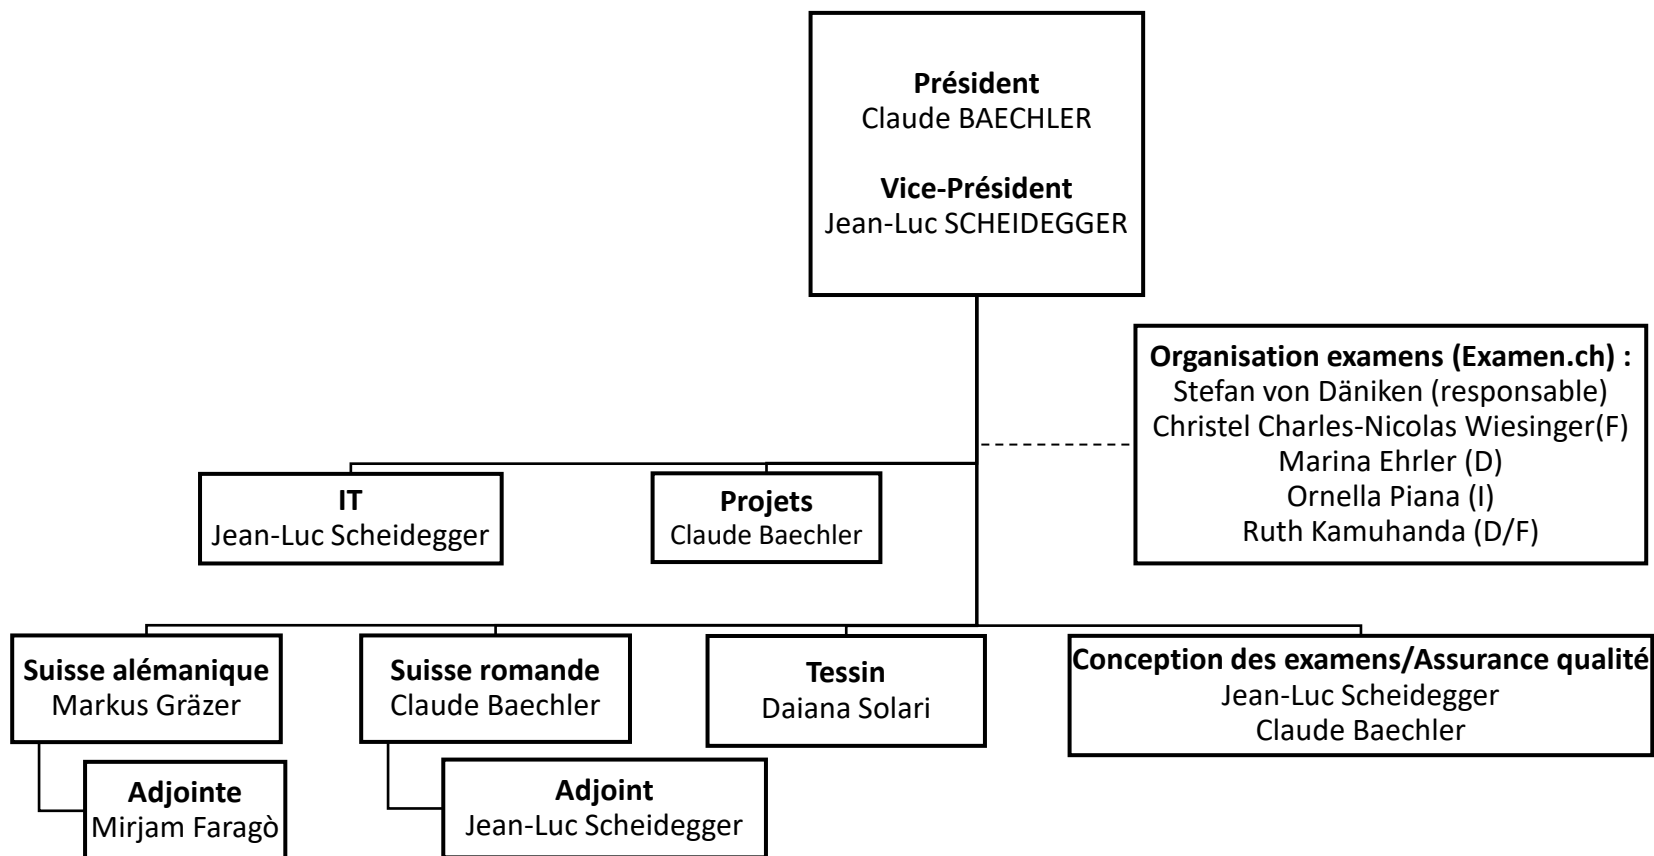 Président
Claude BAECHLER
Vice-Président
Jean-Luc SCHEIDEGGER
Organisation examens (Examen.ch) :
Stefan von Däniken (responsable)
Christel Charles-Nicolas Wiesinger(F)
Marina Ehrler (D)
Ornella Piana (I)
Ruth Kamuhanda (D/F)
IT
Jean-Luc Scheidegger
Projets
Claude Baechler
Suisse alémanique
Markus Gräzer
Suisse romande
Claude Baechler
Tessin
Daiana Solari
Conception des examens/Assurance qualité
Jean-Luc Scheidegger
Claude Baechler
Adjointe
Mirjam Faragò
Adjoint
Jean-Luc Scheidegger